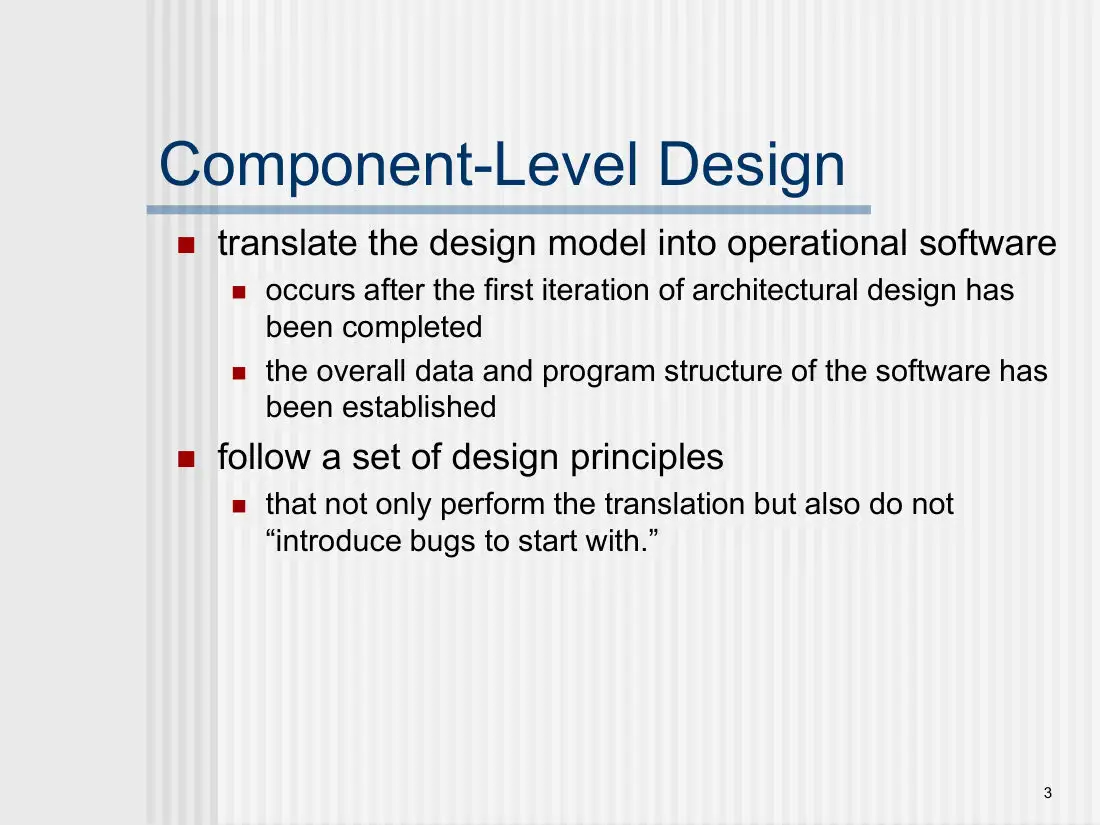 Component-Level Design
translate the design model into operational software
occurs after the first iteration of architectural design has
been completed
the overall data and program structure of the software has
been established
follow a set of design principles
that not only perform the translation but also do not
“introduce bugs to start with.”
3